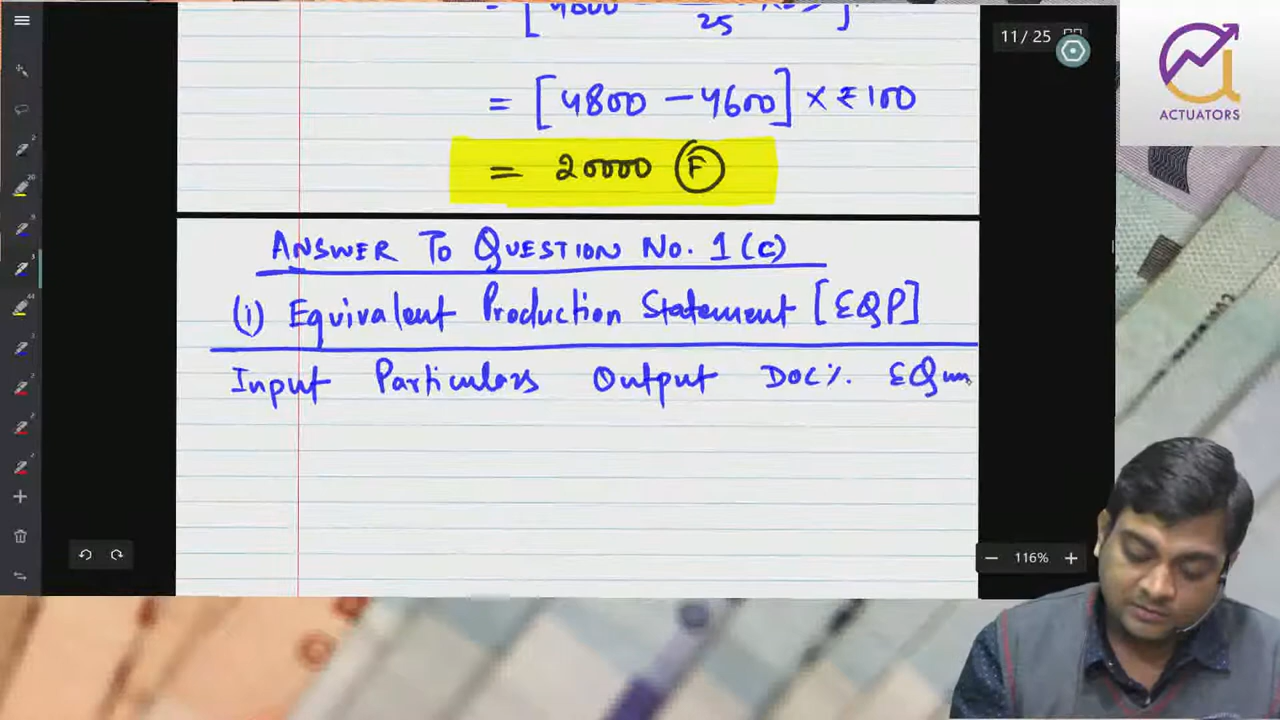 25
11 / 25
= [4800 – 4600] × ₹100
= 20000 (F)
ANSWER TO QUESTION NO. 1 (C)
(i) Equivalent Production Statement [EQP]
Input Particulars Output DOC%. EQun
116%
ACTUATORS